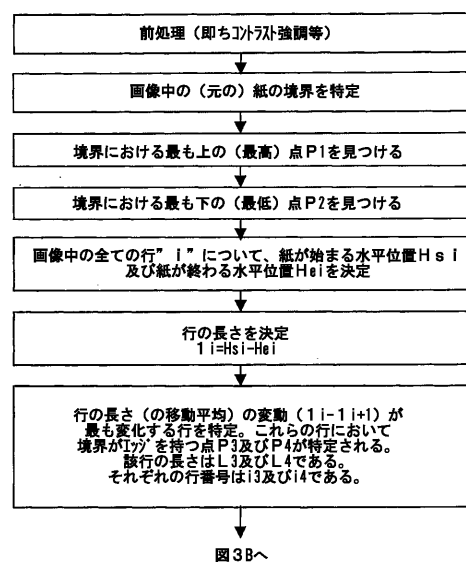 前処理（即ちコントラスト強調等）
画像中の（元の）紙の境界を特定
境界における最も上の（最高）点P1を見つける
境界における最も下の（最低）点P2を見つける
画像中の全ての行”i”について、紙が始まる水平位置Hsi
及び紙が終わる水平位置Heiを決定
行の長さを決定
1i=Hsi-Hei
行の長さ（の移動平均）の変動（1i-1i+1）が
最も変化する行を特定。これらの行において
境界がエッジを持つ点P3及びP4が特定される。
該行の長さはL3及びL4である。
それぞれの行番号はi3及びi4である。
図3Bへ